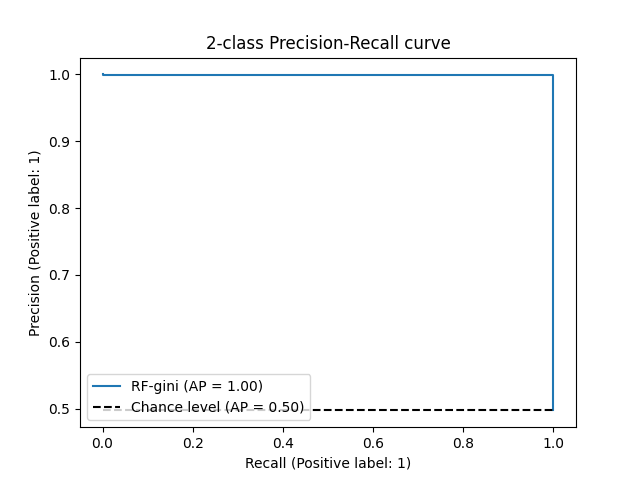 2-class Precision-Recall curve
1.0
0.9
0.8
0.7
0.6
0.5
Precision (Positive label: 1)
RF-gini (AP = 1.00)
Chance level (AP = 0.50)
0.0 0.2 0.4 0.6 0.8 1.0
Recall (Positive label: 1)